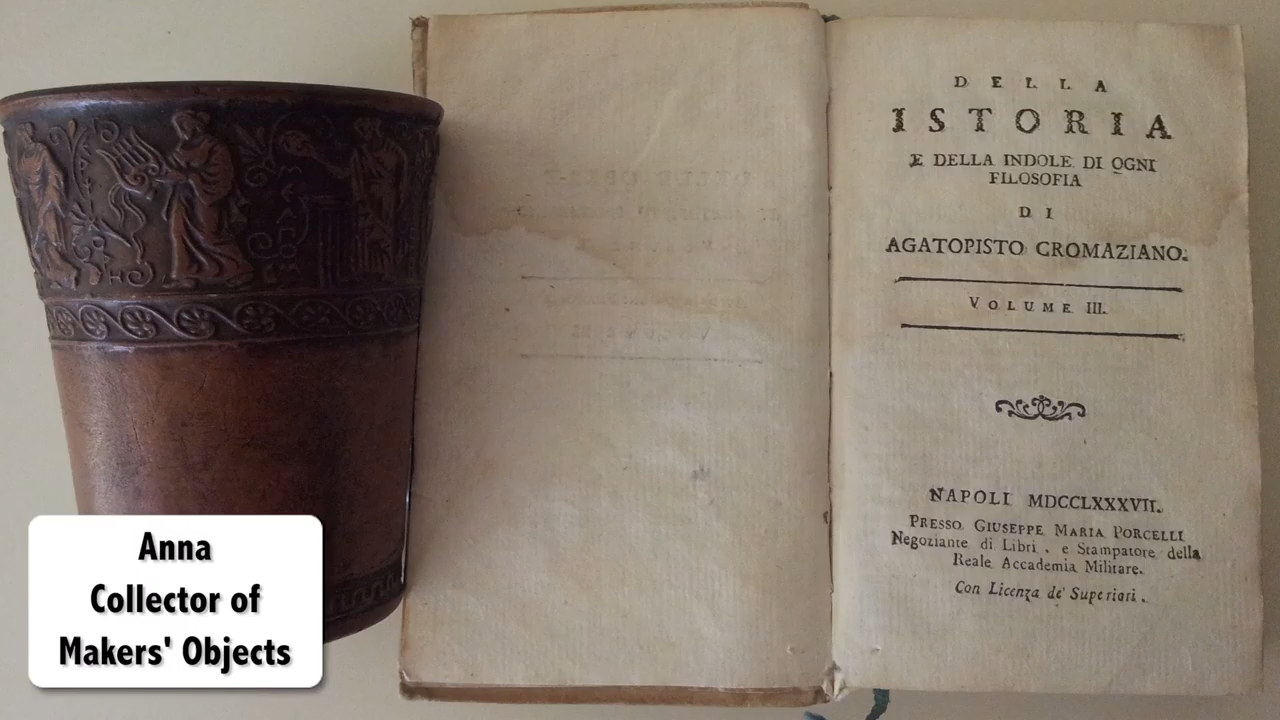 DELLA
ISTORIA
E DELLA INDOLE DI OGNI
FILOSOFIA
DI
AGATOPISTO CROMAZIANO.
VOLUME III.
NAPOLI MDCCLXXXVII.
PRESSO GIUSEPPE MARIA PORCELLI
Negoziante di Libri, e Stampatore della
Reale Accademia Militare.
Con Licenza de' Superiori.
Anna
Collector of
Makers' Objects